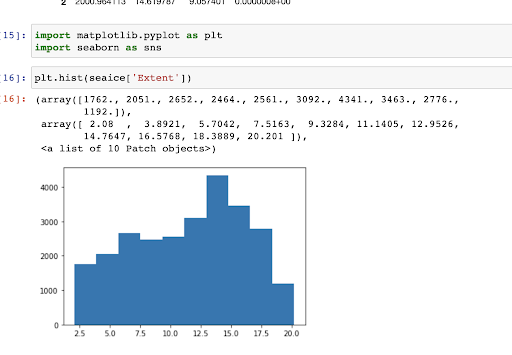 2 2000.964113 14.619787 9.057401 0.000000e+00
[15]: import matplotlib.pyplot as plt
import seaborn as sns
[16]: plt.hist(seaice['Extent'])
[16]: (array([1762., 2051., 2652., 2464., 2561., 3092., 4341., 3463., 2776.,
1192.]),
array([ 2.08 , 3.8921, 5.7042, 7.5163, 9.3284, 11.1405, 12.9526,
14.7647, 16.5768, 18.3889, 20.201 ]),
<a list of 10 Patch objects>)
4000
3000
2000
1000
0
2.5 5.0 7.5 10.0 12.5 15.0 17.5 20.0